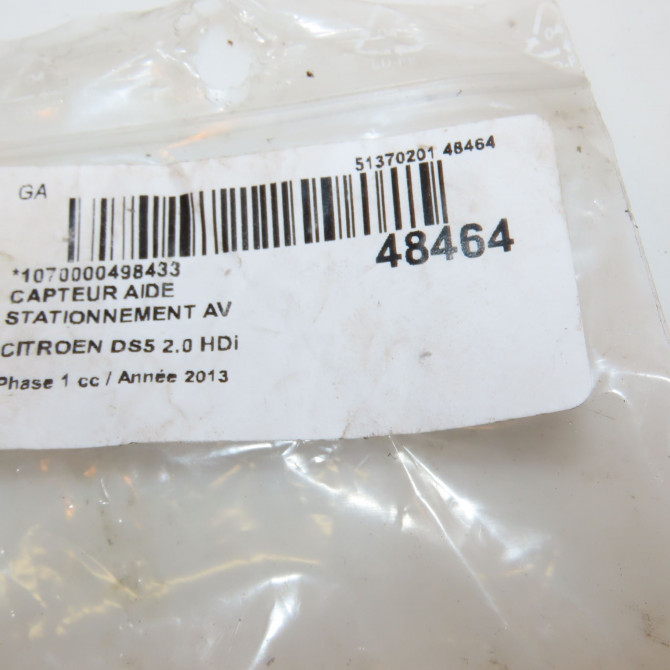 51370201 48464
GA
48464
*1070000498433
CAPTEUR AIDE
STATIONNEMENT AV
CITROEN DS5 2.0 HDi
Phase 1 cc / Année 2013